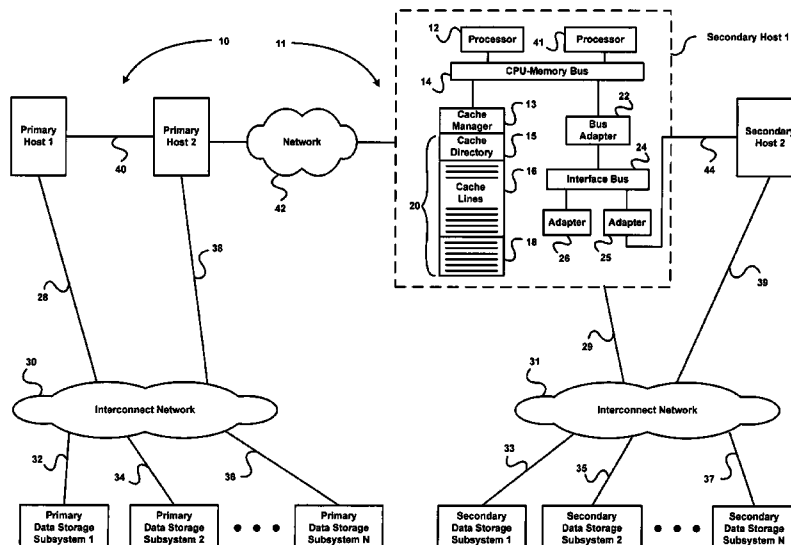 10
11
12
Processor
41
Processor
Secondary Host 1
14
CPU-Memory Bus
Primary
Host 1
40
Primary
Host 2
Network
42
Cache
Manager
13
Cache
Directory
15
Cache
Lines
16
18
20
22
Bus
Adapter
24
Interface Bus
Adapter
26
Adapter
25
44
Secondary
Host 2
28
38
29
39
30
Interconnect Network
31
Interconnect Network
32
34
36
33
35
37
Primary
Data Storage
Subsystem 1
Primary
Data Storage
Subsystem 2
Primary
Data Storage
Subsystem N
Secondary
Data Storage
Subsystem 1
Secondary
Data Storage
Subsystem 2
Secondary
Data Storage
Subsystem N